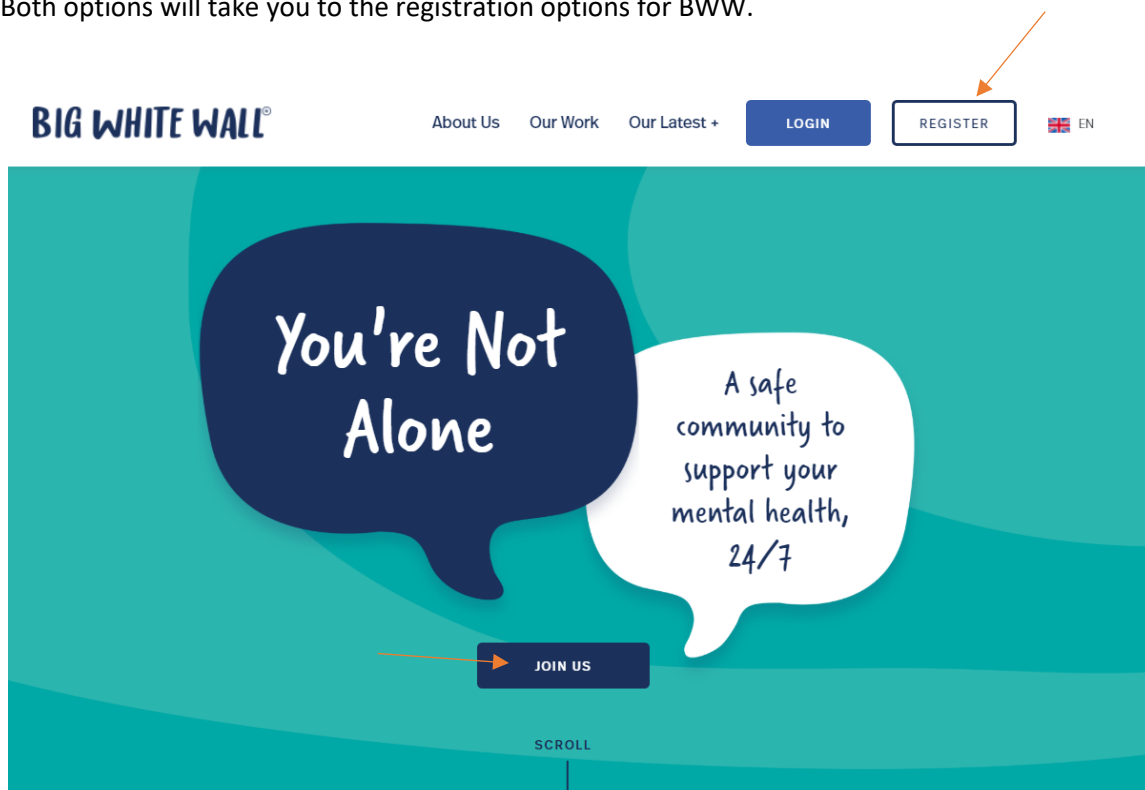 Both options will take you to the registration options for BWW.
BIG WHITE WALL®
About Us Our Work Our Latest + LOGIN REGISTER EN
You're Not
Alone
A safe
community to
support your
mental health,
24/7
JOIN US
SCROLL